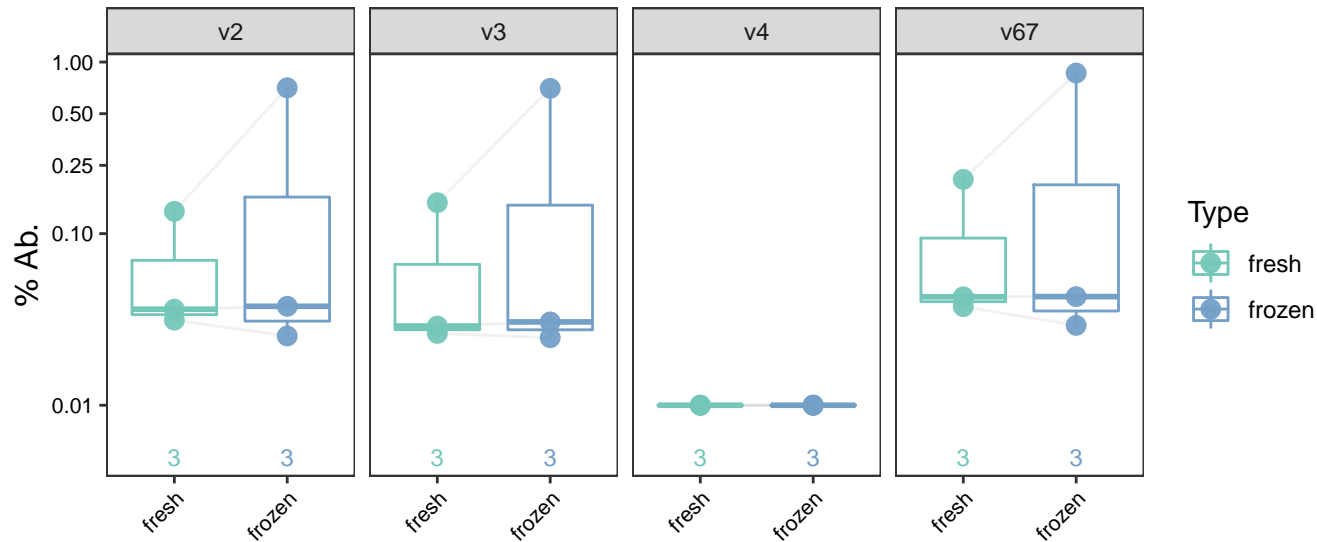 v2 v3 v4 v67
% Ab.
1.00
0.50
0.25
0.10
0.01
3 3 3 3 3 3 3 3
fresh frozen fresh frozen fresh frozen fresh frozen
Type
fresh
frozen